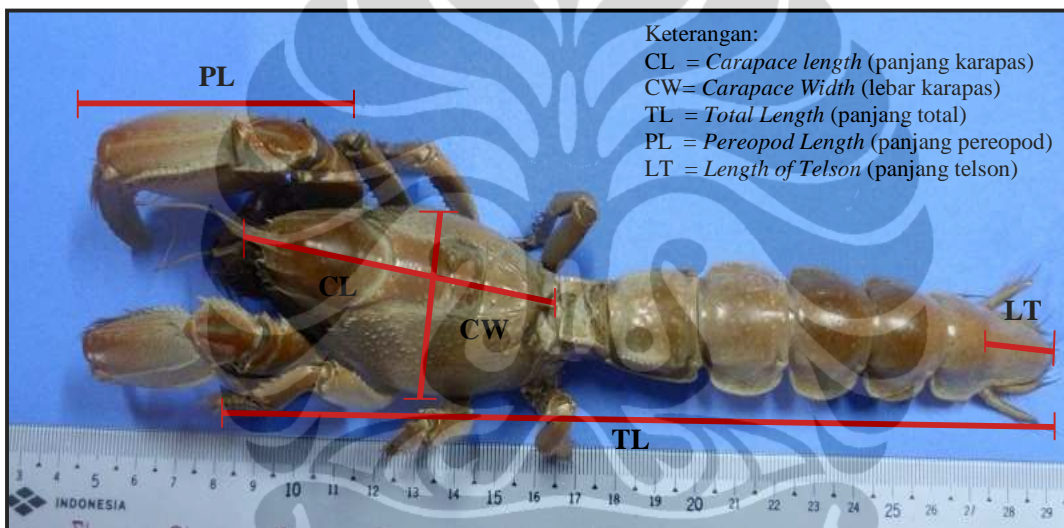 Keterangan:
CL = Carapace length (panjang karapas)
CW= Carapace Width (lebar karapas)
TL = Total Length (panjang total)
PL = Pereopod Length (panjang pereopod)
LT = Length of Telson (panjang telson)
PL
CL
CW
LT
TL
3 4 5 6 7 8 9 10 11 12 13 14 15 16 17 18 19 20 21 22 23 24 25 26 27 28 29
INDONESIA